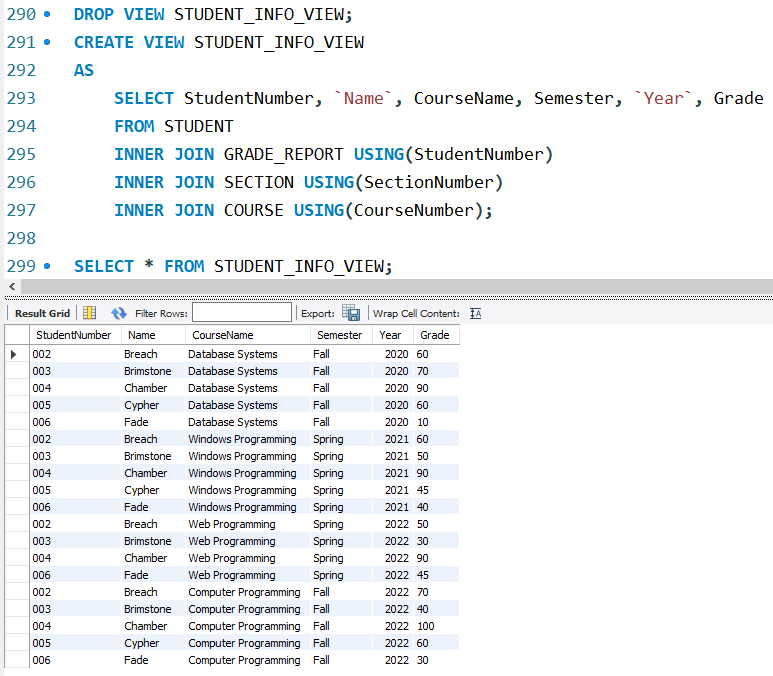 290 DROP VIEW STUDENT_INFO_VIEW;
291 CREATE VIEW STUDENT_INFO_VIEW
292 AS
293 SELECT StudentNumber, `Name`, CourseName, Semester, `Year`, Grade
294 FROM STUDENT
295 INNER JOIN GRADE_REPORT USING(StudentNumber)
296 INNER JOIN SECTION USING(SectionNumber)
297 INNER JOIN COURSE USING(CourseNumber);
298
299 SELECT * FROM STUDENT_INFO_VIEW;
Result Grid Filter Rows: Export: Wrap Cell Content:
StudentNumber Name CourseName Semester Year Grade
002 Breach Database Systems Fall 2020 60
003 Brimstone Database Systems Fall 2020 70
004 Chamber Database Systems Fall 2020 90
005 Cypher Database Systems Fall 2020 60
006 Fade Database Systems Fall 2020 10
002 Breach Windows Programming Spring 2021 60
003 Brimstone Windows Programming Spring 2021 50
004 Chamber Windows Programming Spring 2021 90
005 Cypher Windows Programming Spring 2021 45
006 Fade Windows Programming Spring 2021 40
002 Breach Web Programming Spring 2022 50
003 Brimstone Web Programming Spring 2022 30
004 Chamber Web Programming Spring 2022 90
006 Fade Web Programming Spring 2022 45
002 Breach Computer Programming Fall 2022 70
003 Brimstone Computer Programming Fall 2022 40
004 Chamber Computer Programming Fall 2022 100
005 Cypher Computer Programming Fall 2022 60
006 Fade Computer Programming Fall 2022 30